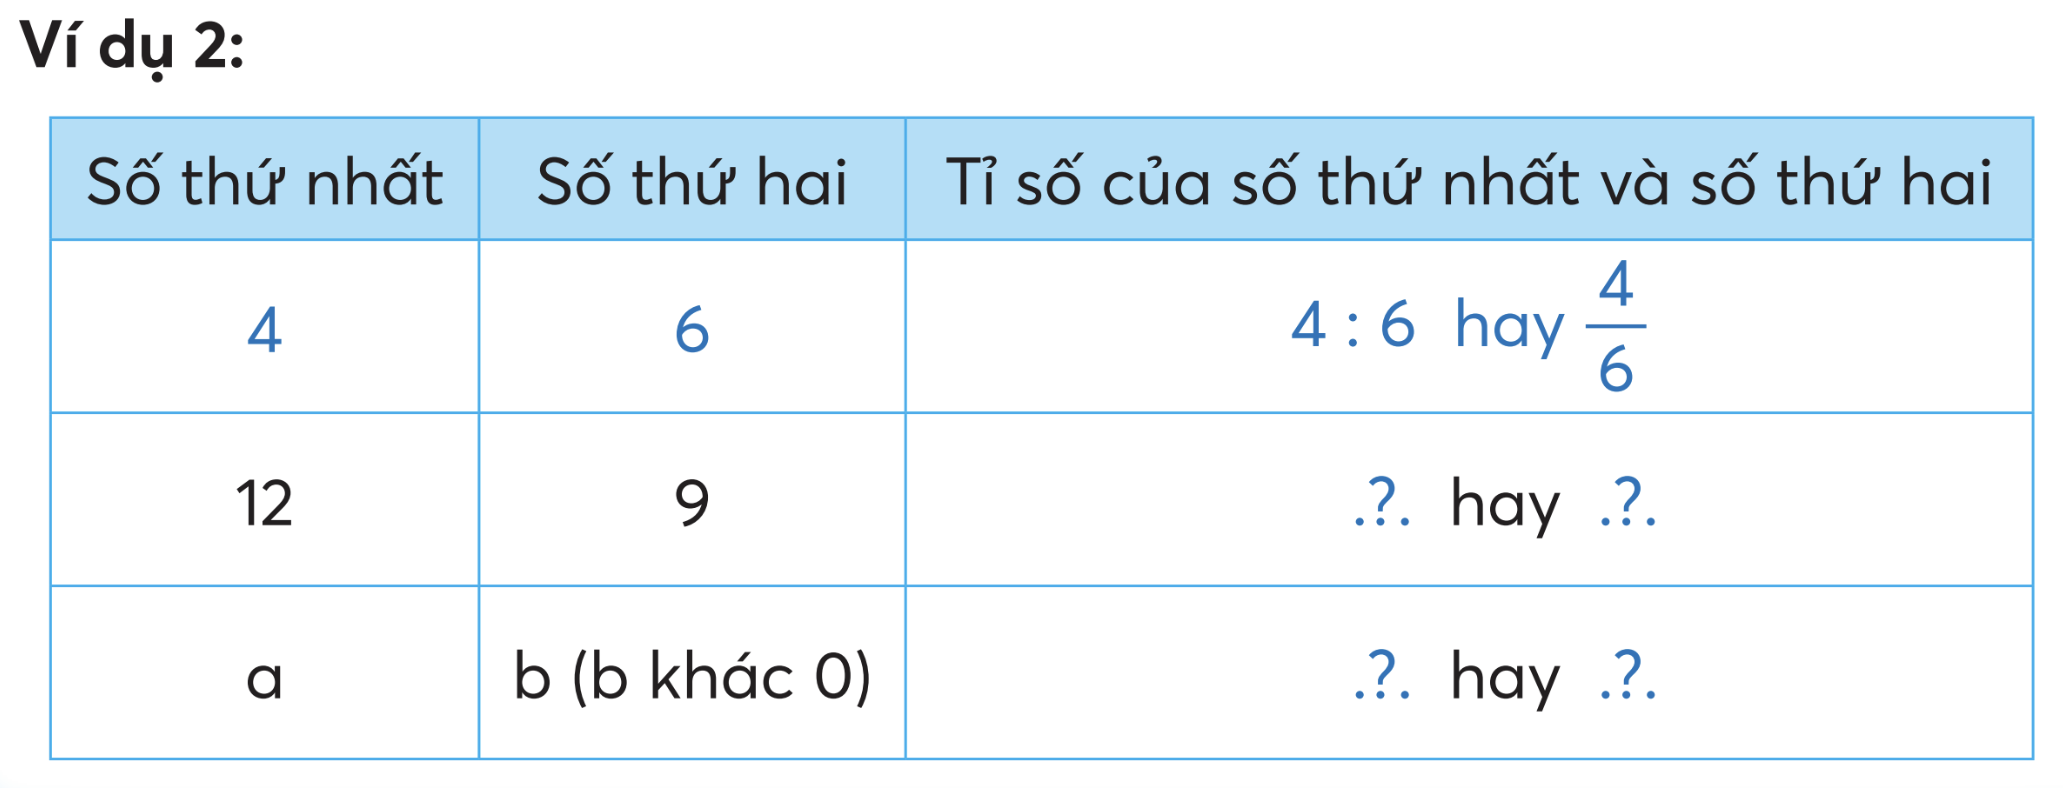 Ví dụ 2:
Số thứ nhất Số thứ hai Tỉ số của số thứ nhất và số thứ hai
4 6 4 : 6 hay 4/6
12 9 .?. hay .?.
a b (b khác 0) .?. hay .?.